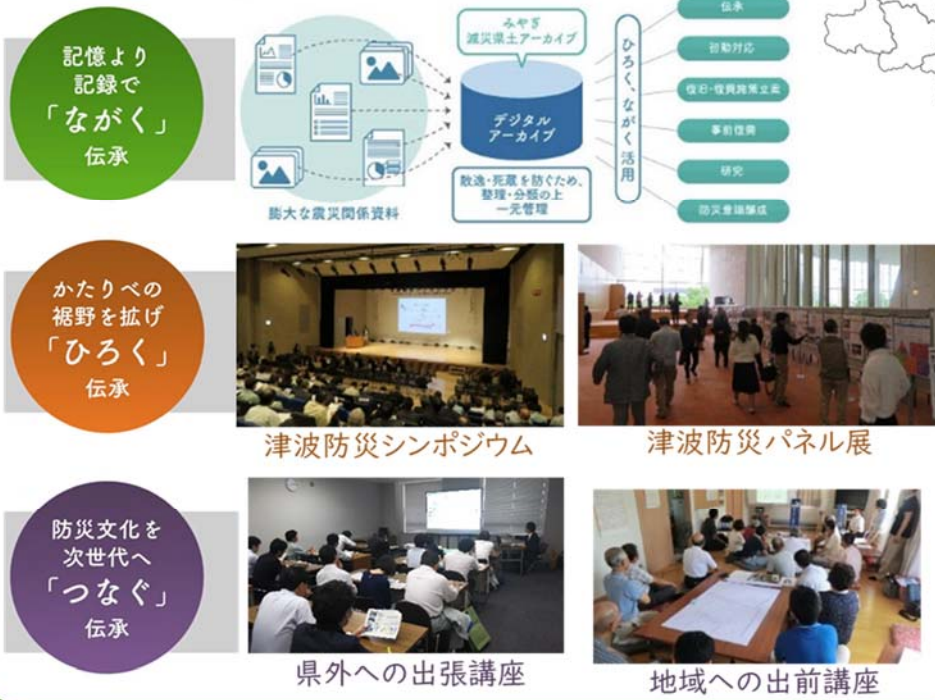 記憶より
記録で
「ながく」
伝承
膨大な震災関係資料
みやぎ
減災県土アーカイブ
デジタル
アーカイブ
散逸・死蔵を防ぐため、
整理・分類の上
一元管理
ひろく、ながく活用
伝承
初動対応
復旧・復興施策立案
事前復興
研究
防災意識醸成
かたりべの
裾野を拡げ
「ひろく」
伝承
津波防災シンポジウム
津波防災パネル展
防災文化を
次世代へ
「つなぐ」
伝承
県外への出張講座
地域への出前講座